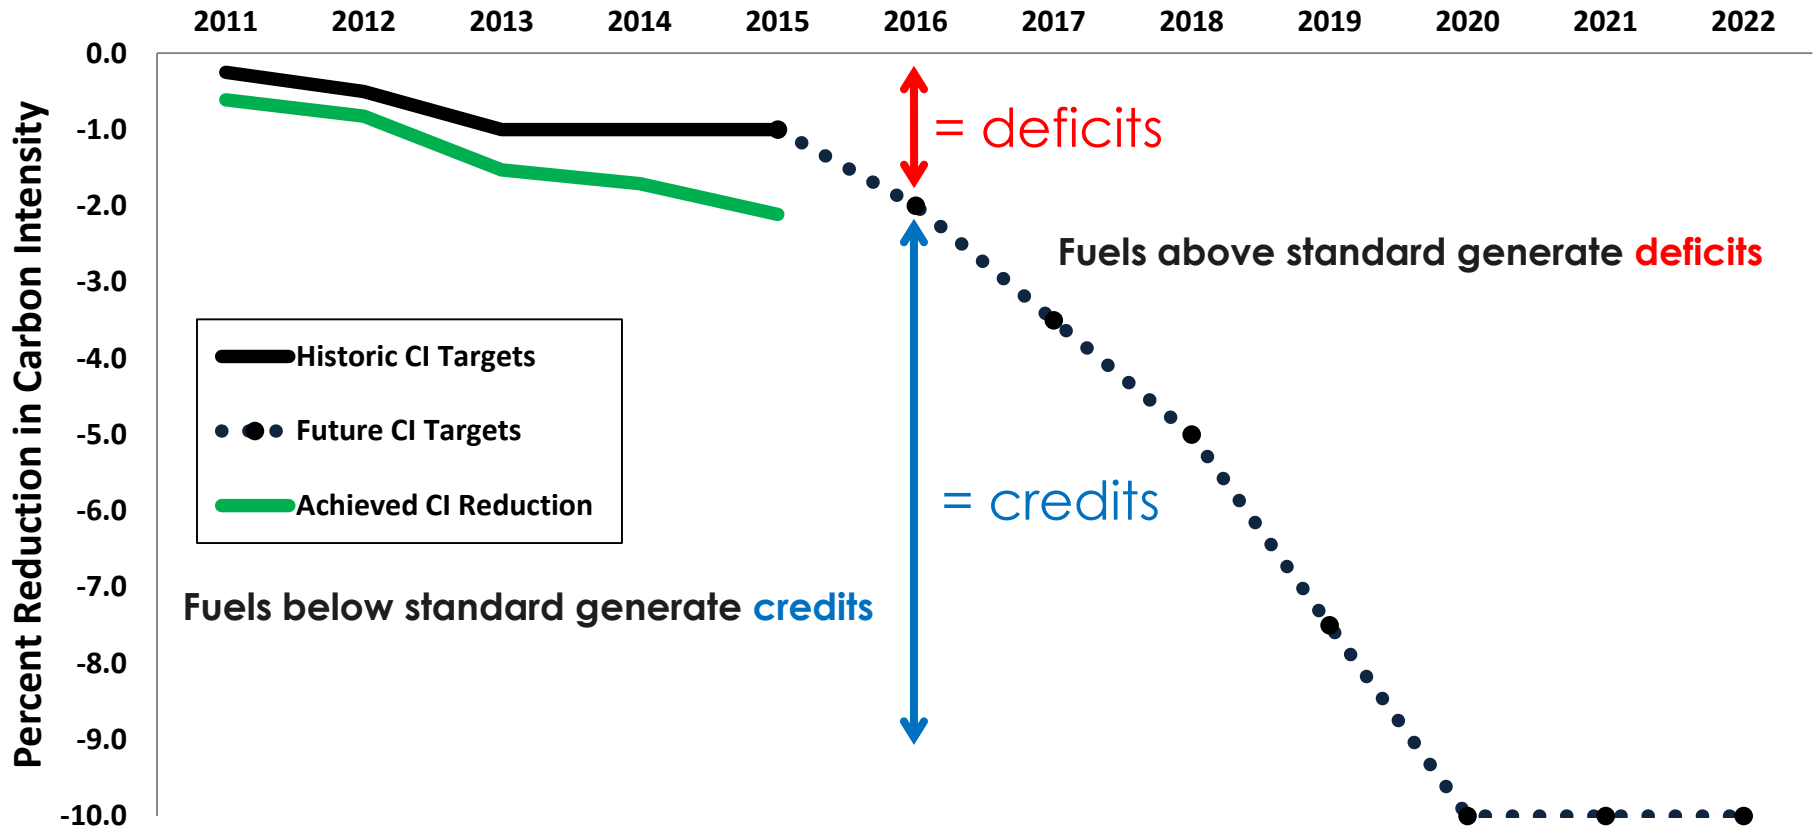 2011 2012 2013 2014 2015 2016 2017 2018 2019 2020 2021 2022
Percent Reduction in Carbon Intensity
0.0
-1.0
-2.0
-3.0
-4.0
-5.0
-6.0
-7.0
-8.0
-9.0
-10.0
= deficits
Fuels above standard generate deficits
Historic CI Targets
Future CI Targets
Achieved CI Reduction
= credits
Fuels below standard generate credits